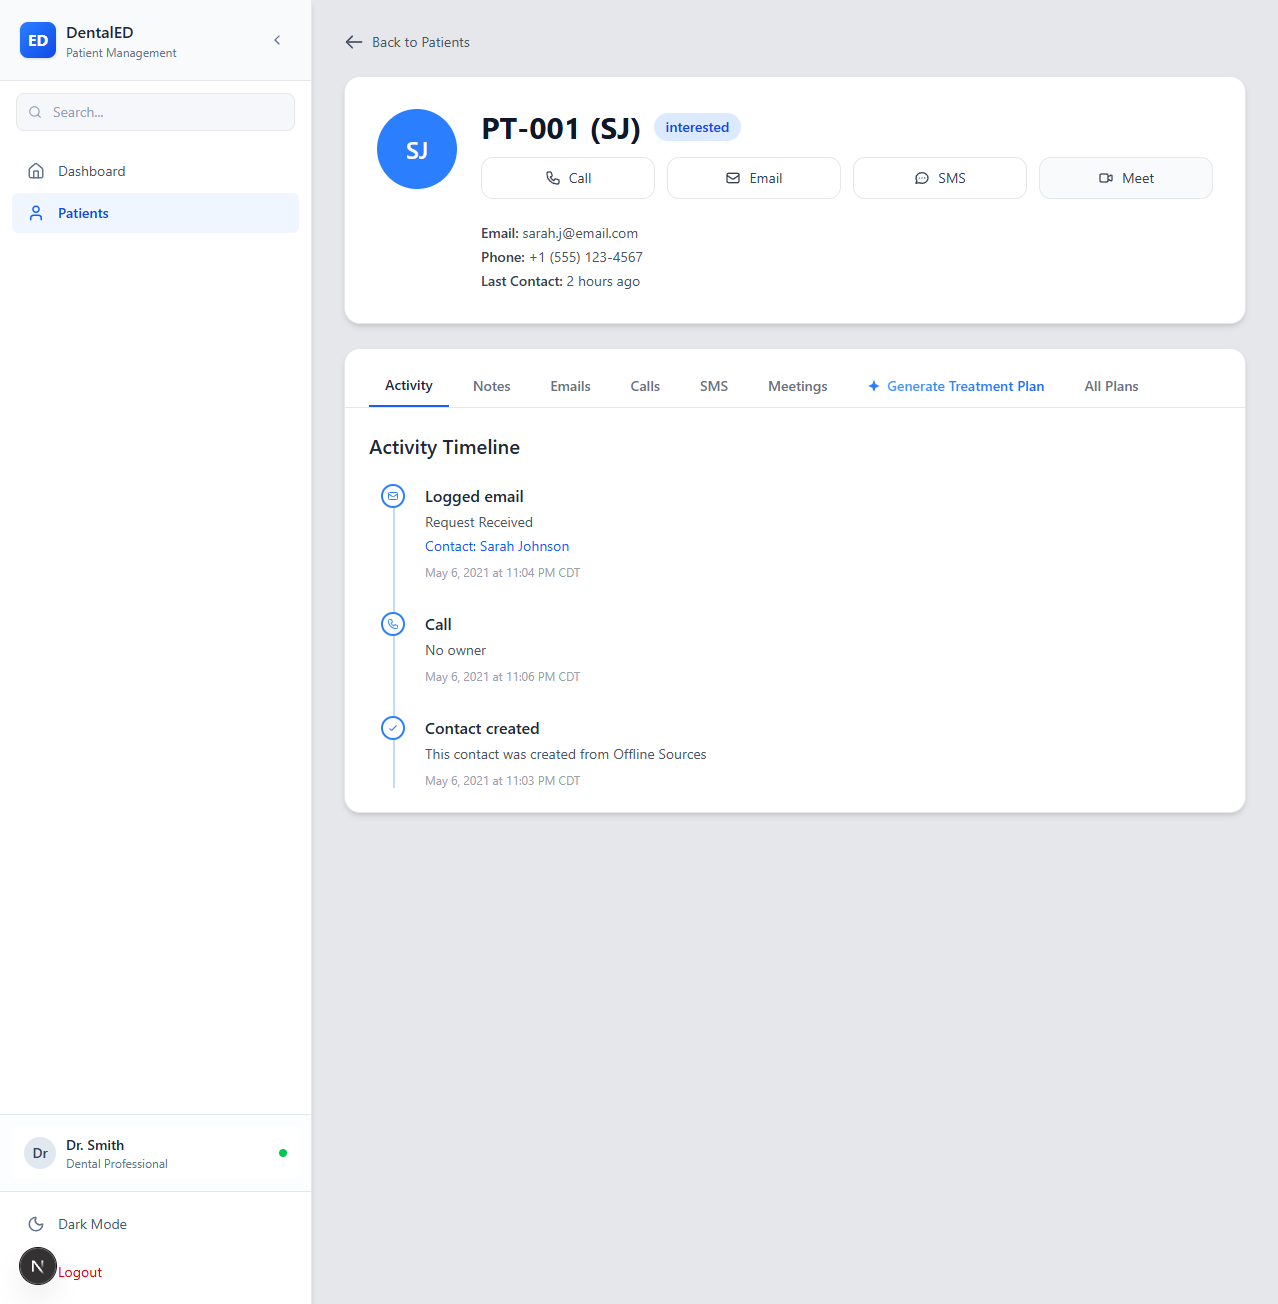 ED
DentalED
Patient Management
Search...
Dashboard
Patients
Dr
Dr. Smith
Dental Professional
Dark Mode
N
Logout
Back to Patients
SJ
PT-001 (SJ)
interested
Call
Email
SMS
Meet
Email: sarah.j@email.com
Phone: +1 (555) 123-4567
Last Contact: 2 hours ago
Activity
Notes
Emails
Calls
SMS
Meetings
Generate Treatment Plan
All Plans
Activity Timeline
Logged email
Request Received
Contact: Sarah Johnson
May 6, 2021 at 11:04 PM CDT
Call
No owner
May 6, 2021 at 11:06 PM CDT
Contact created
This contact was created from Offline Sources
May 6, 2021 at 11:03 PM CDT